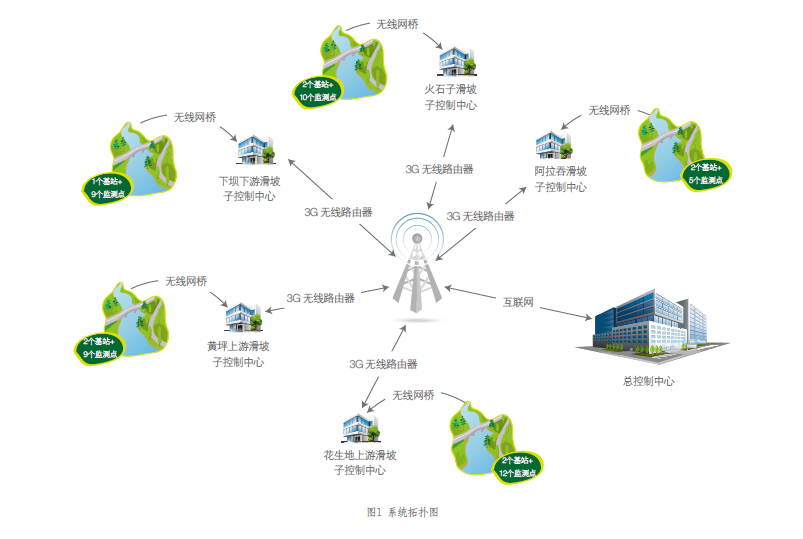 无线网桥
2个基站+
10个监测点
火石子滑坡
子控制中心
无线网桥
1个基站+
9个监测点
下坝下游滑坡
子控制中心
无线网桥
阿拉吞滑坡
子控制中心
2个基站+
5个监测点
3G 无线路由器
3G 无线路由器
3G 无线路由器
无线网桥
2个基站+
9个监测点
黄坪上游滑坡
子控制中心
3G 无线路由器
互联网
总控制中心
3G 无线路由器
无线网桥
花生地上游滑坡
子控制中心
2个基站+
12个监测点
图1 系统拓扑图